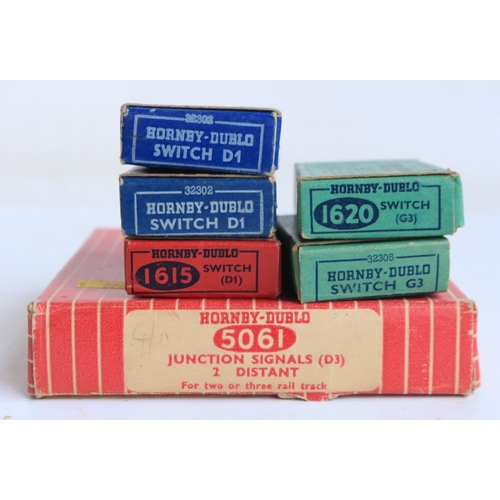 32302
HORNBY-DUBLO
SWITCH D1
32302
HORNBY-DUBLO
SWITCH D1
HORNBY-DUBLO
1615 SWITCH
(D1)
HORNBY-DUBLO
1620 SWITCH
(G3)
32306
HORNBY-DUBLO
SWITCH G3
HORNBY-DUBLO
5061
JUNCTION SIGNALS (D3)
2 DISTANT
For two or three rail track